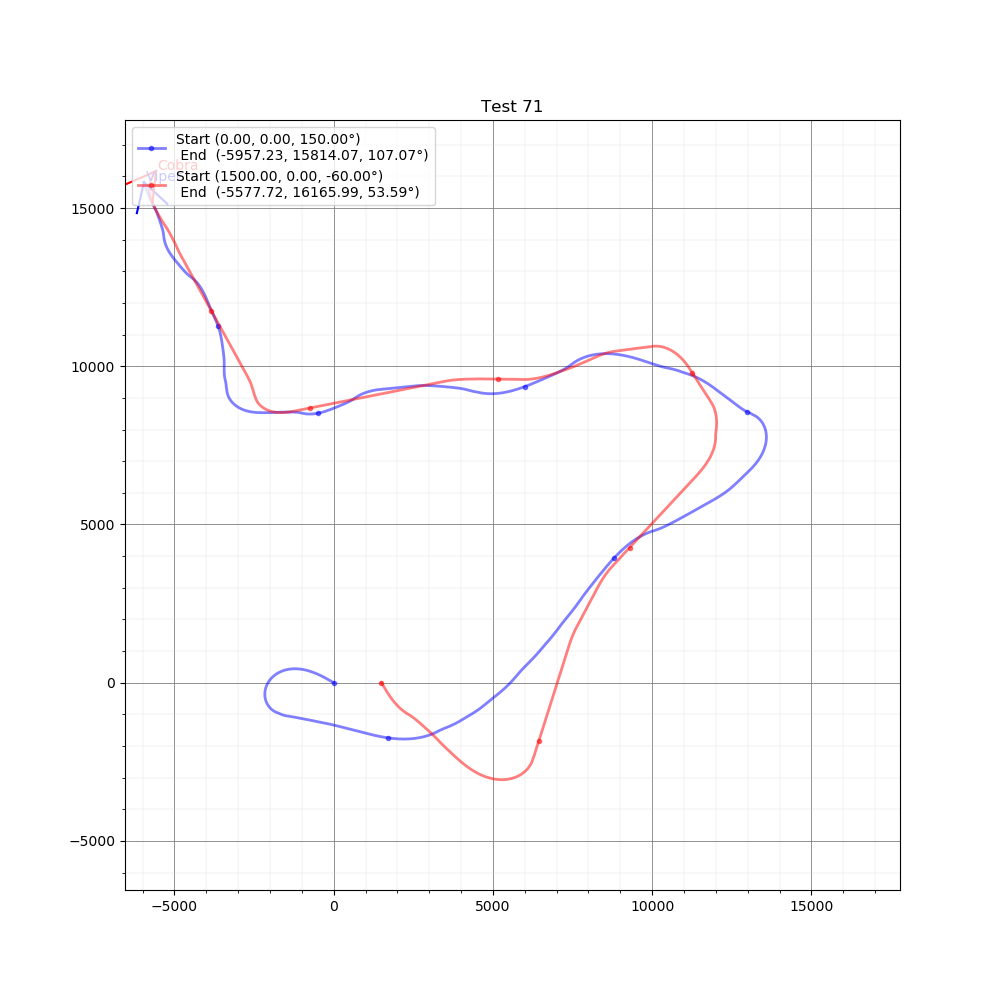 Test 71
Start (0.00, 0.00, 150.00°)
End (-5957.23, 15814.07, 107.07°)
Start (1500.00, 0.00, -60.00°)
End (-5577.72, 16165.99, 53.59°)
Cobra
Viper
15000
10000
5000
0
−5000
−5000 0 5000 10000 15000